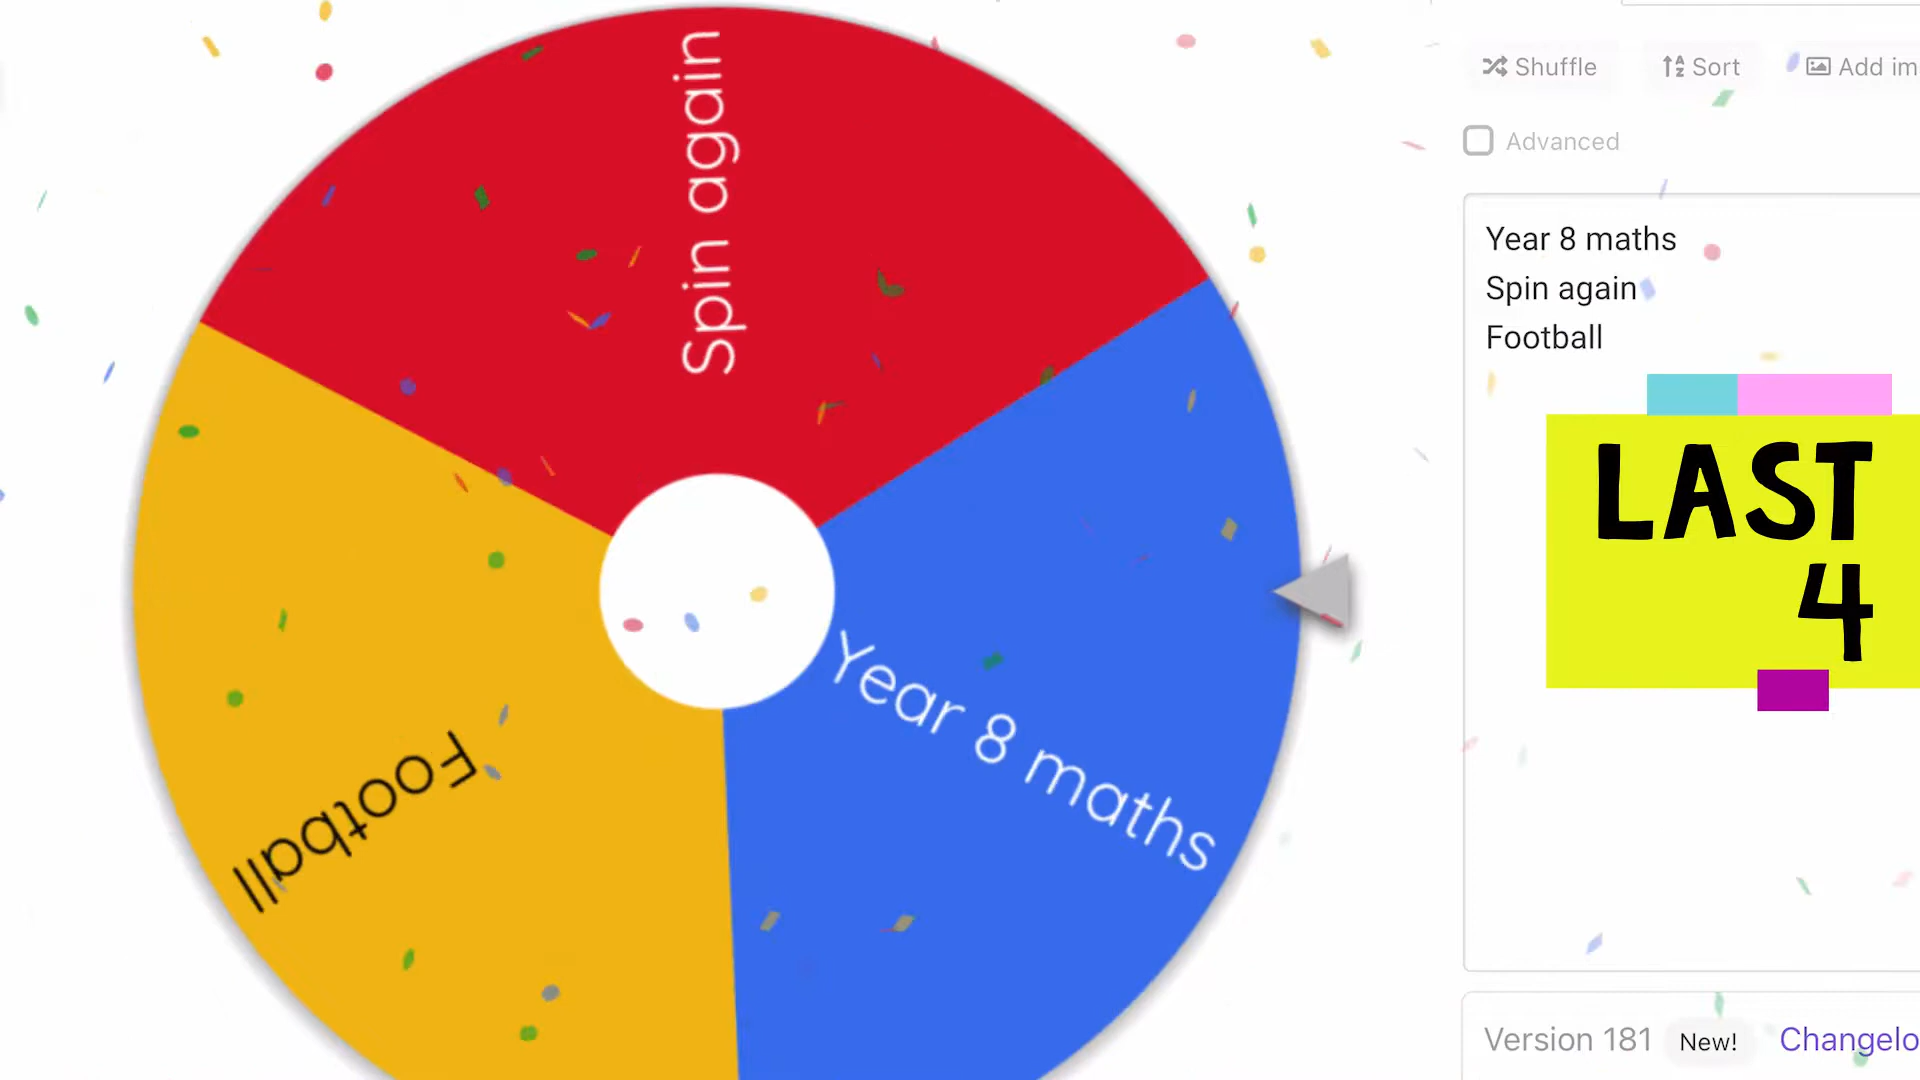 Spin again
Year 8 maths
Football
Shuffle
Sort
Add im
Advanced
Year 8 maths
Spin again
Football
LAST
4
Version 181
New!
Changelo